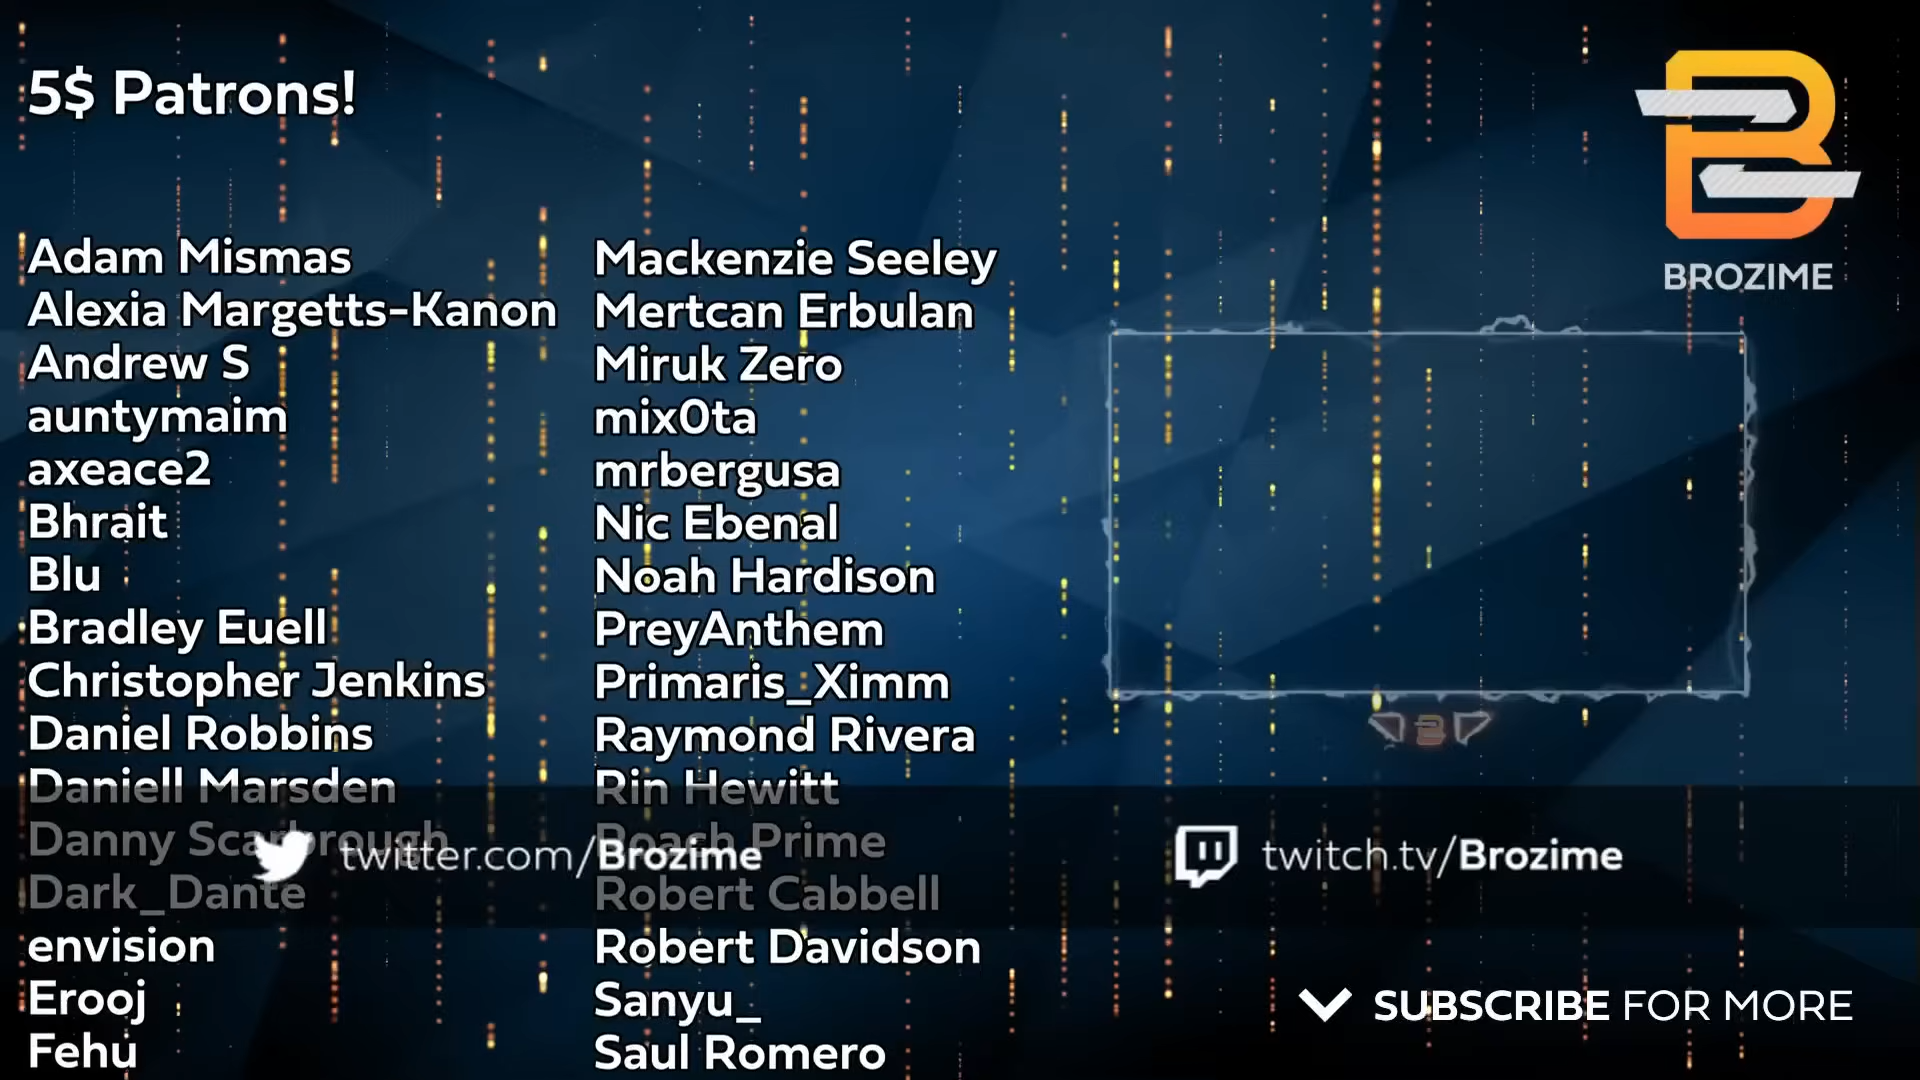 5$ Patrons!
Adam Mismas
Alexia Margetts-Kanon
Andrew S
auntymaim
axeace2
Bhrait
Blu
Bradley Euell
Christopher Jenkins
Daniel Robbins
Daniell Marsden
Danny Scarbrough
Dark_Dante
envision
Erooj
Fehu
Mackenzie Seeley
Mertcan Erbulan
Miruk Zero
mix0ta
mrbergusa
Nic Ebenal
Noah Hardison
PreyAnthem
Primaris_Ximm
Raymond Rivera
Rin Hewitt
Roach Prime
Robert Cabbell
Robert Davidson
Sanyu_
Saul Romero
BROZIME
twitter.com/Brozime
twitch.tv/Brozime
SUBSCRIBE FOR MORE